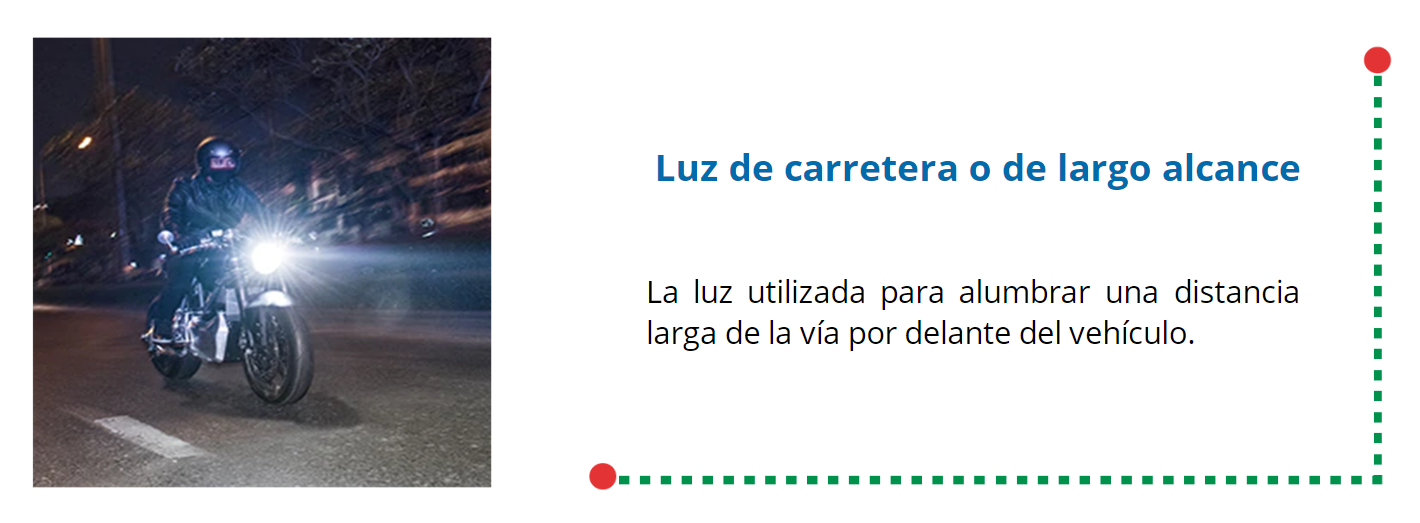 Luz de carretera o de largo alcance
La luz utilizada para alumbrar una distancia
larga de la vía por delante del vehículo.